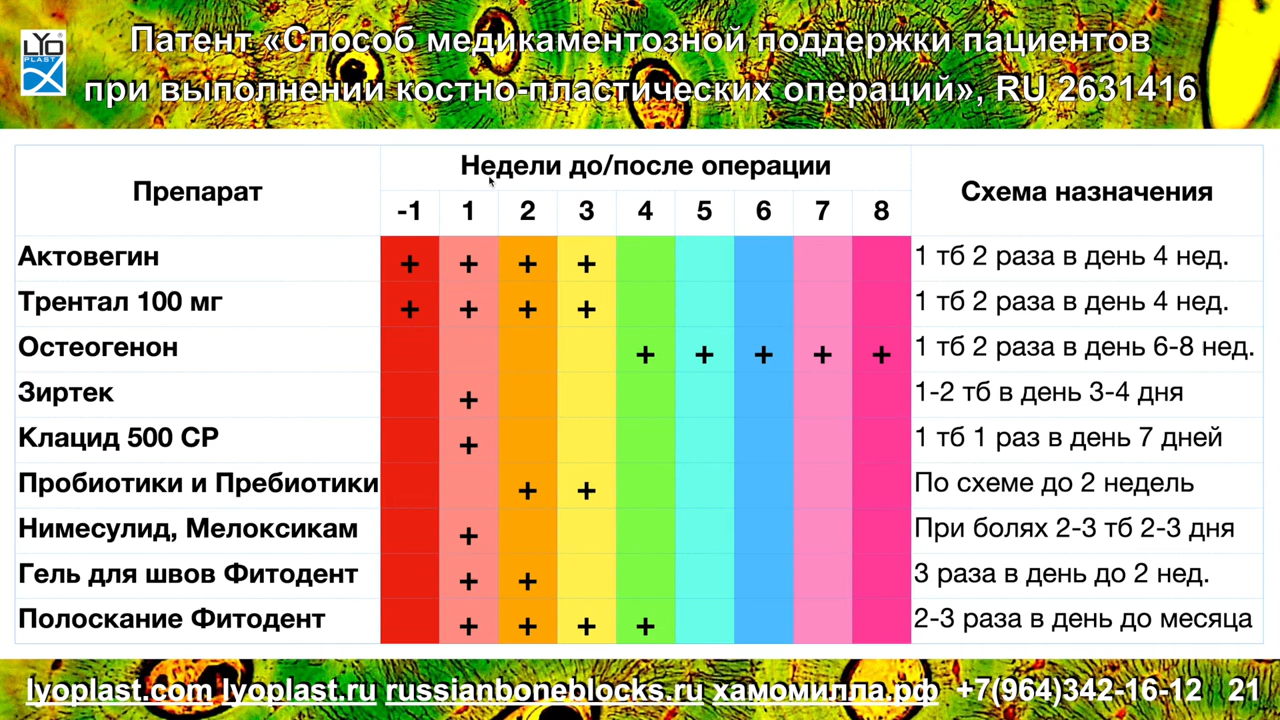 LYO
PLAST
Патент «Способ медикаментозной поддержки пациентов
при выполнении костно-пластических операций», RU 2631416
Препарат
Недели до/после операции
Схема назначения
-1 1 2 3 4 5 6 7 8
Актовегин + + + + 1 тб 2 раза в день 4 нед.
Трентал 100 мг + + + + 1 тб 2 раза в день 4 нед.
Остеогенон + + + + + 1 тб 2 раза в день 6-8 нед.
Зиртек + 1-2 тб в день 3-4 дня
Клацид 500 СР + 1 тб 1 раз в день 7 дней
Пробиотики и Пребиотики + + По схеме до 2 недель
Нимесулид, Мелоксикам + При болях 2-3 тб 2-3 дня
Гель для швов Фитодент + + 3 раза в день до 2 нед.
Полоскание Фитодент + + + + 2-3 раза в день до месяца
lyoplast.com lyoplast.ru russianboneblocks.ru хамомилла.рф +7(964)342-16-12 21